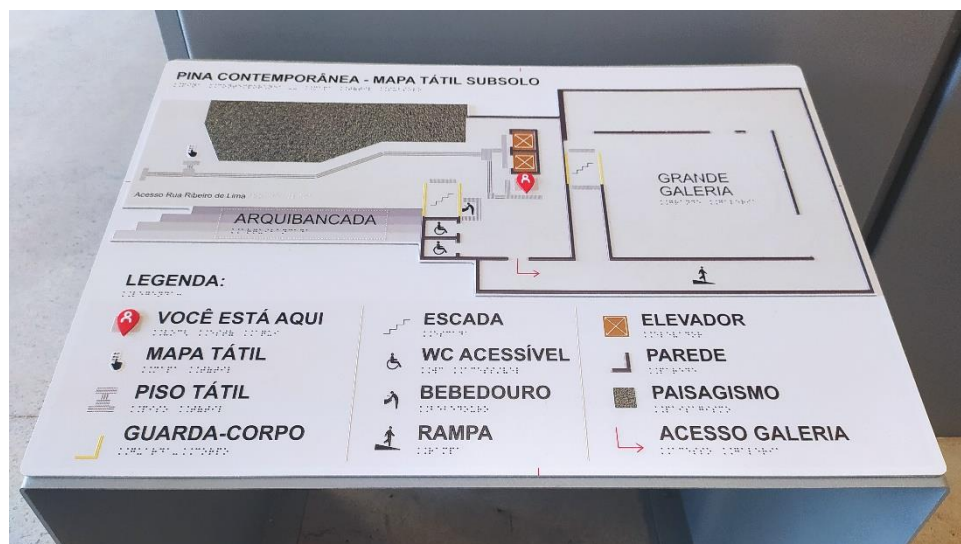 PINA CONTEMPORÂNEA - MAPA TÁTIL SUBSOLO
Acesso Rua Ribeiro de Lima
ARQUIBANCADA
GRANDE
GALERIA
LEGENDA:
VOCÊ ESTÁ AQUI
MAPA TÁTIL
PISO TÁTIL
GUARDA-CORPO
ESCADA
WC ACESSÍVEL
BEBEDOURO
RAMPA
ELEVADOR
PAREDE
PAISAGISMO
ACESSO GALERIA